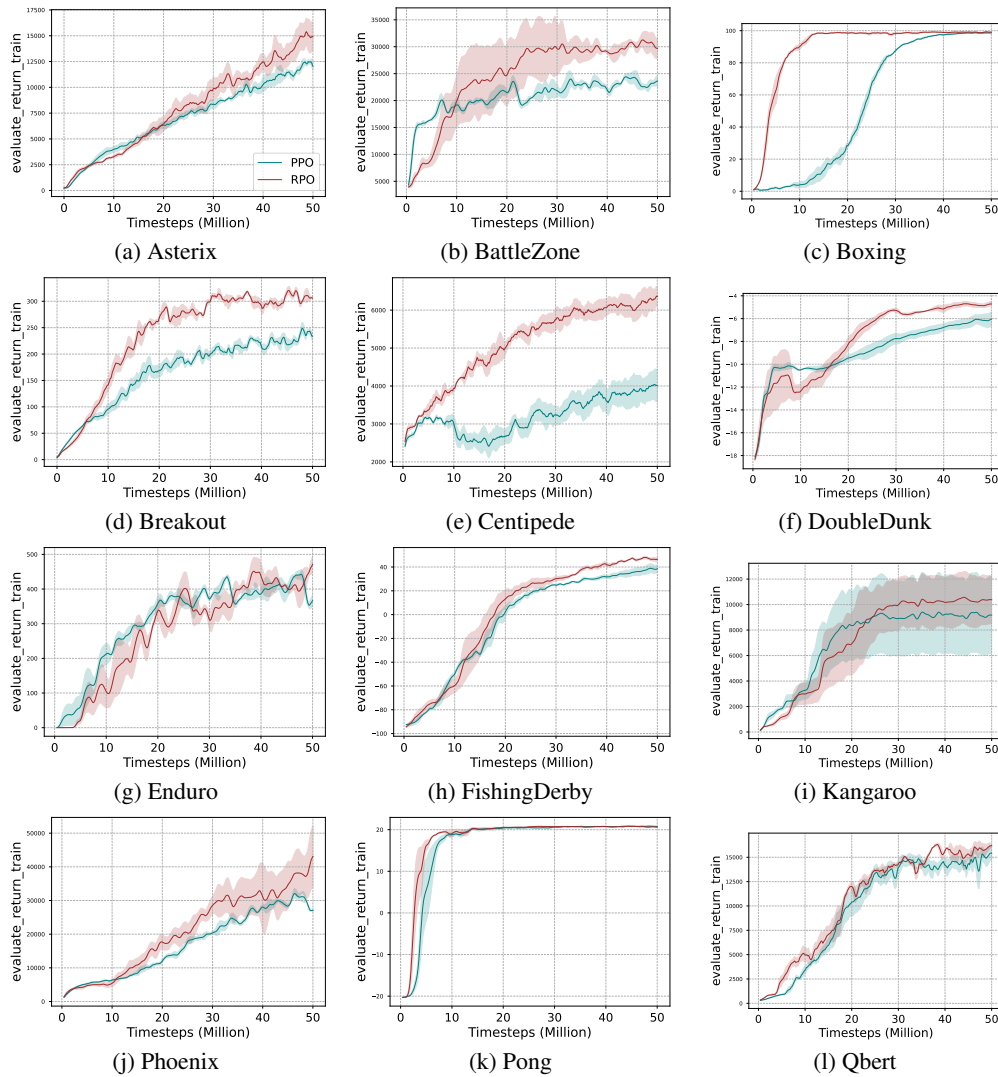 17500
15000
12500
10000
7500
5000
2500
0
evaluate_return_train
PPO
RPO
0 10 20 30 40 50
Timesteps (Million)
(a) Asterix
35000
30000
25000
20000
15000
10000
5000
evaluate_return_train
0 10 20 30 40 50
Timesteps (Million)
(b) BattleZone
100
80
60
40
20
0
evaluate_return_train
0 10 20 30 40 50
Timesteps (Million)
(c) Boxing
300
250
200
150
100
50
0
evaluate_return_train
0 10 20 30 40 50
Timesteps (Million)
(d) Breakout
6000
5000
4000
3000
2000
evaluate_return_train
0 10 20 30 40 50
Timesteps (Million)
(e) Centipede
−4
−6
−8
−10
−12
−14
−16
−18
evaluate_return_train
0 10 20 30 40 50
Timesteps (Million)
(f) DoubleDunk
500
400
300
200
100
0
evaluate_return_train
0 10 20 30 40 50
Timesteps (Million)
(g) Enduro
40
20
0
−20
−40
−60
−80
−100
evaluate_return_train
0 10 20 30 40 50
Timesteps (Million)
(h) FishingDerby
12000
10000
8000
6000
4000
2000
0
evaluate_return_train
0 10 20 30 40 50
Timesteps (Million)
(i) Kangaroo
50000
40000
30000
20000
10000
0
evaluate_return_train
0 10 20 30 40 50
Timesteps (Million)
(j) Phoenix
20
10
0
−10
−20
evaluate_return_train
0 10 20 30 40 50
Timesteps (Million)
(k) Pong
15000
12500
10000
7500
5000
2500
0
evaluate_return_train
0 10 20 30 40 50
Timesteps (Million)
(l) Qbert